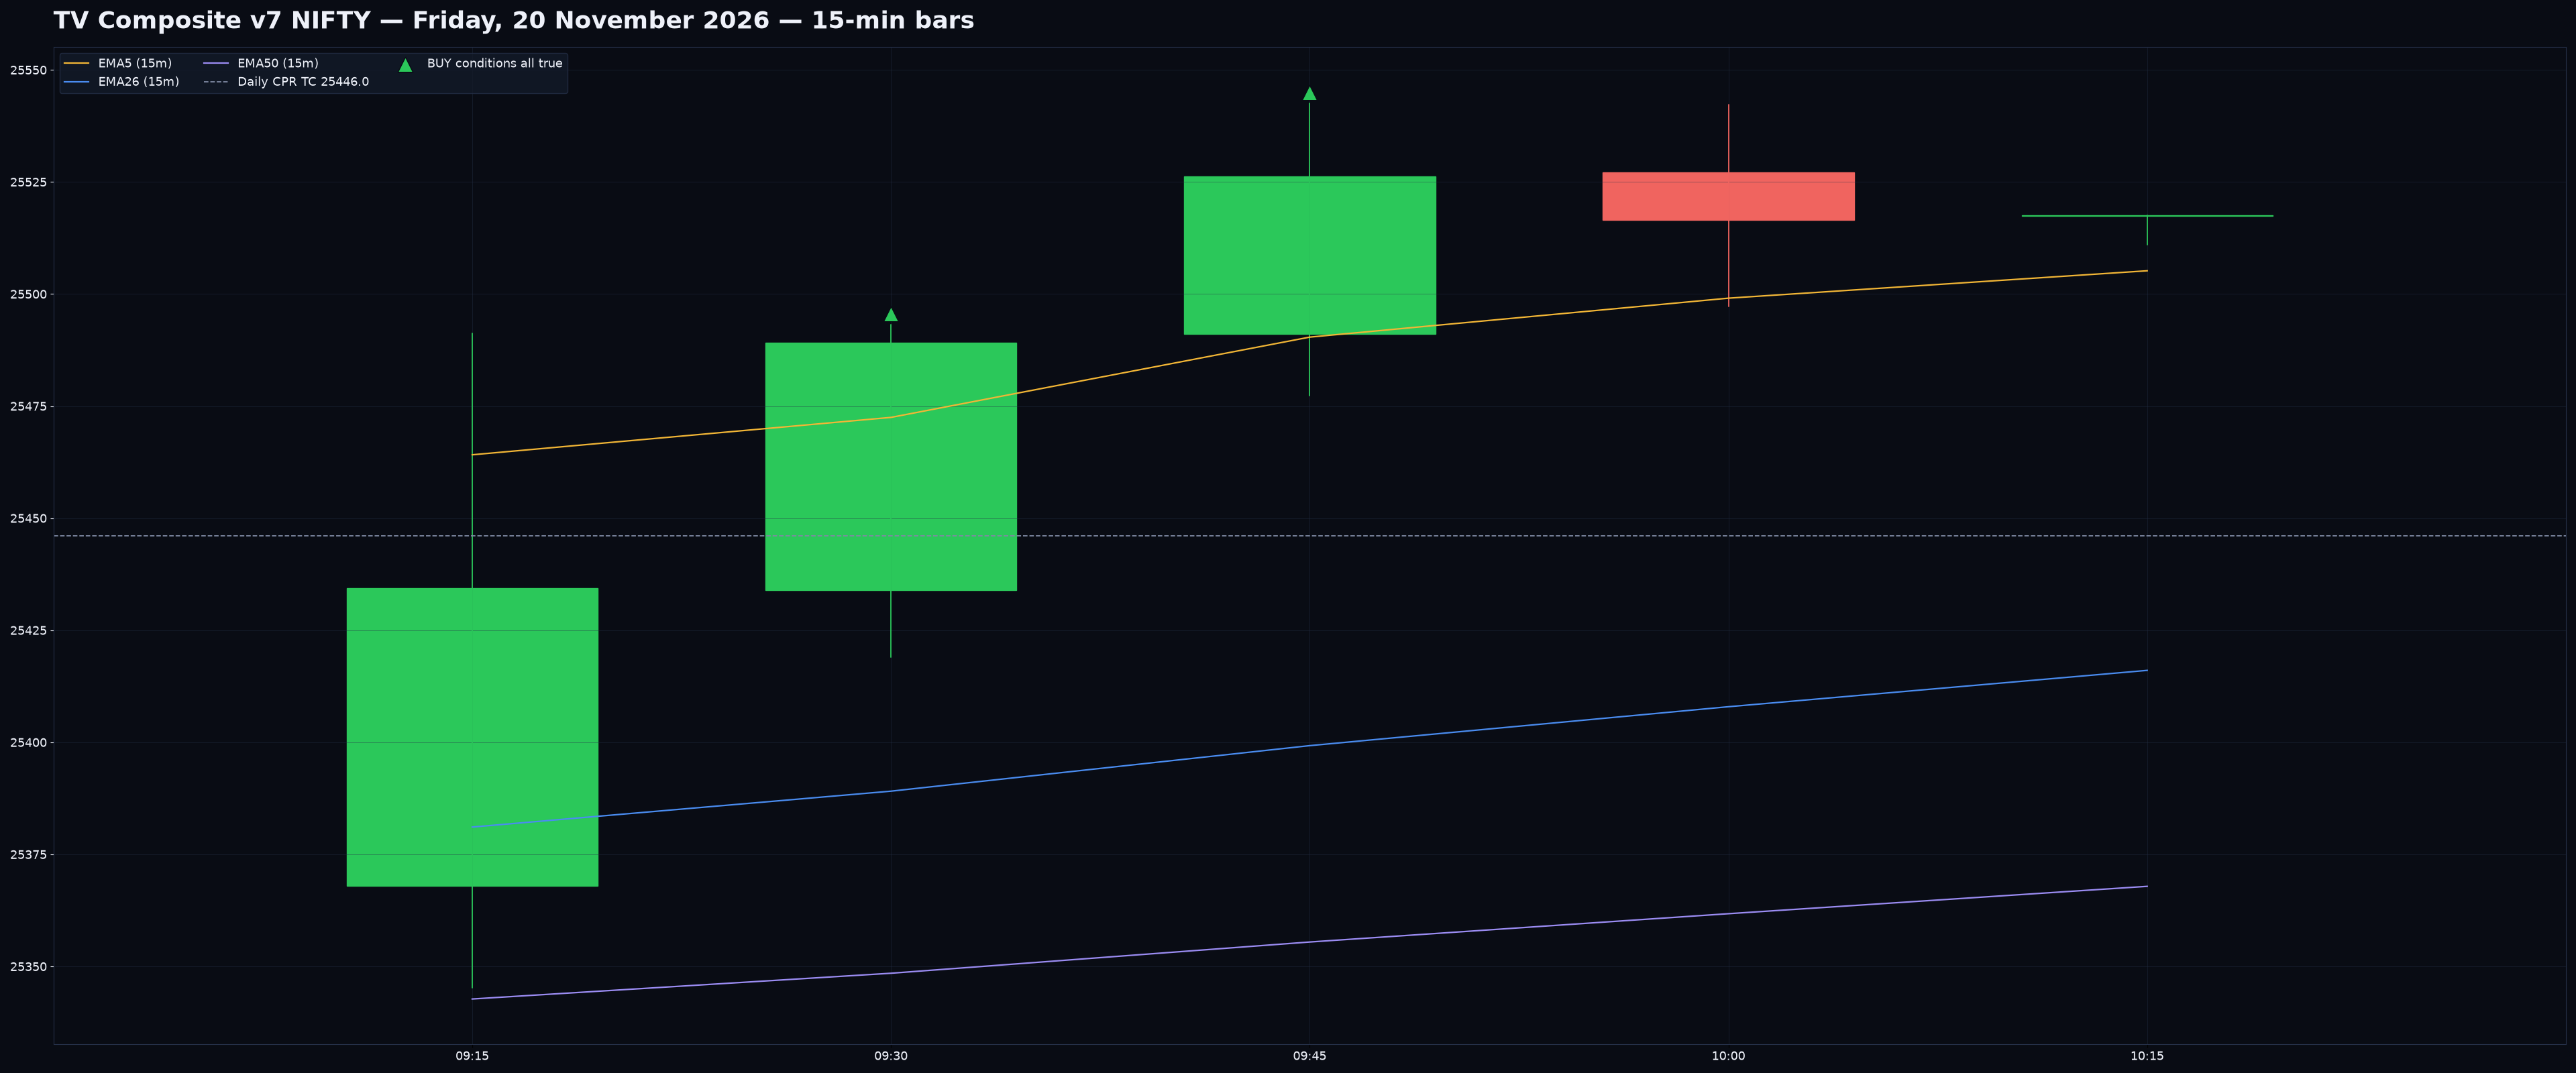 TV Composite v7 NIFTY — Friday, 20 November 2026 — 15-min bars
EMA5 (15m)
EMA26 (15m)
EMA50 (15m)
Daily CPR TC 25446.0
BUY conditions all true
25550
25525
25500
25475
25450
25425
25400
25375
25350
09:15
09:30
09:45
10:00
10:15